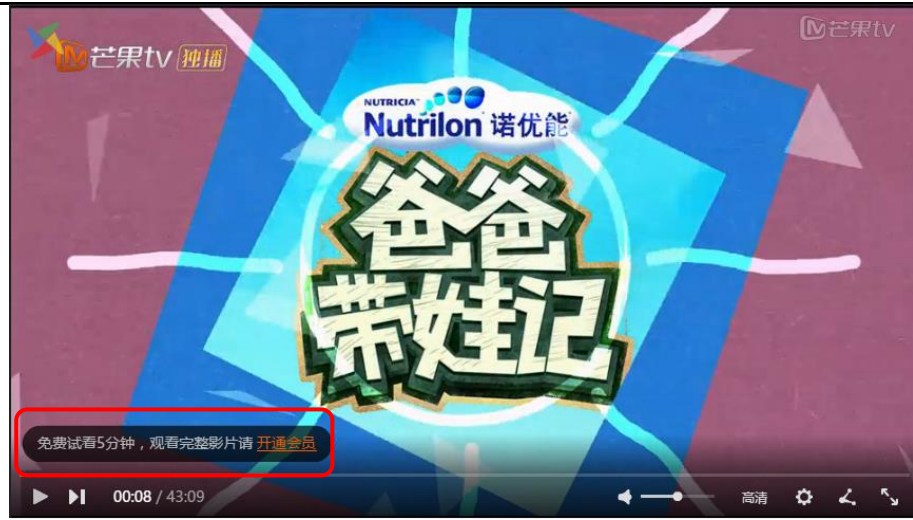 芒果tv 独播
芒果tv
NUTRICIA
Nutrilon 诺优能
爸爸
带娃记
免费试看5分钟，观看完整影片请 开通会员
00:08 / 43:09
高清